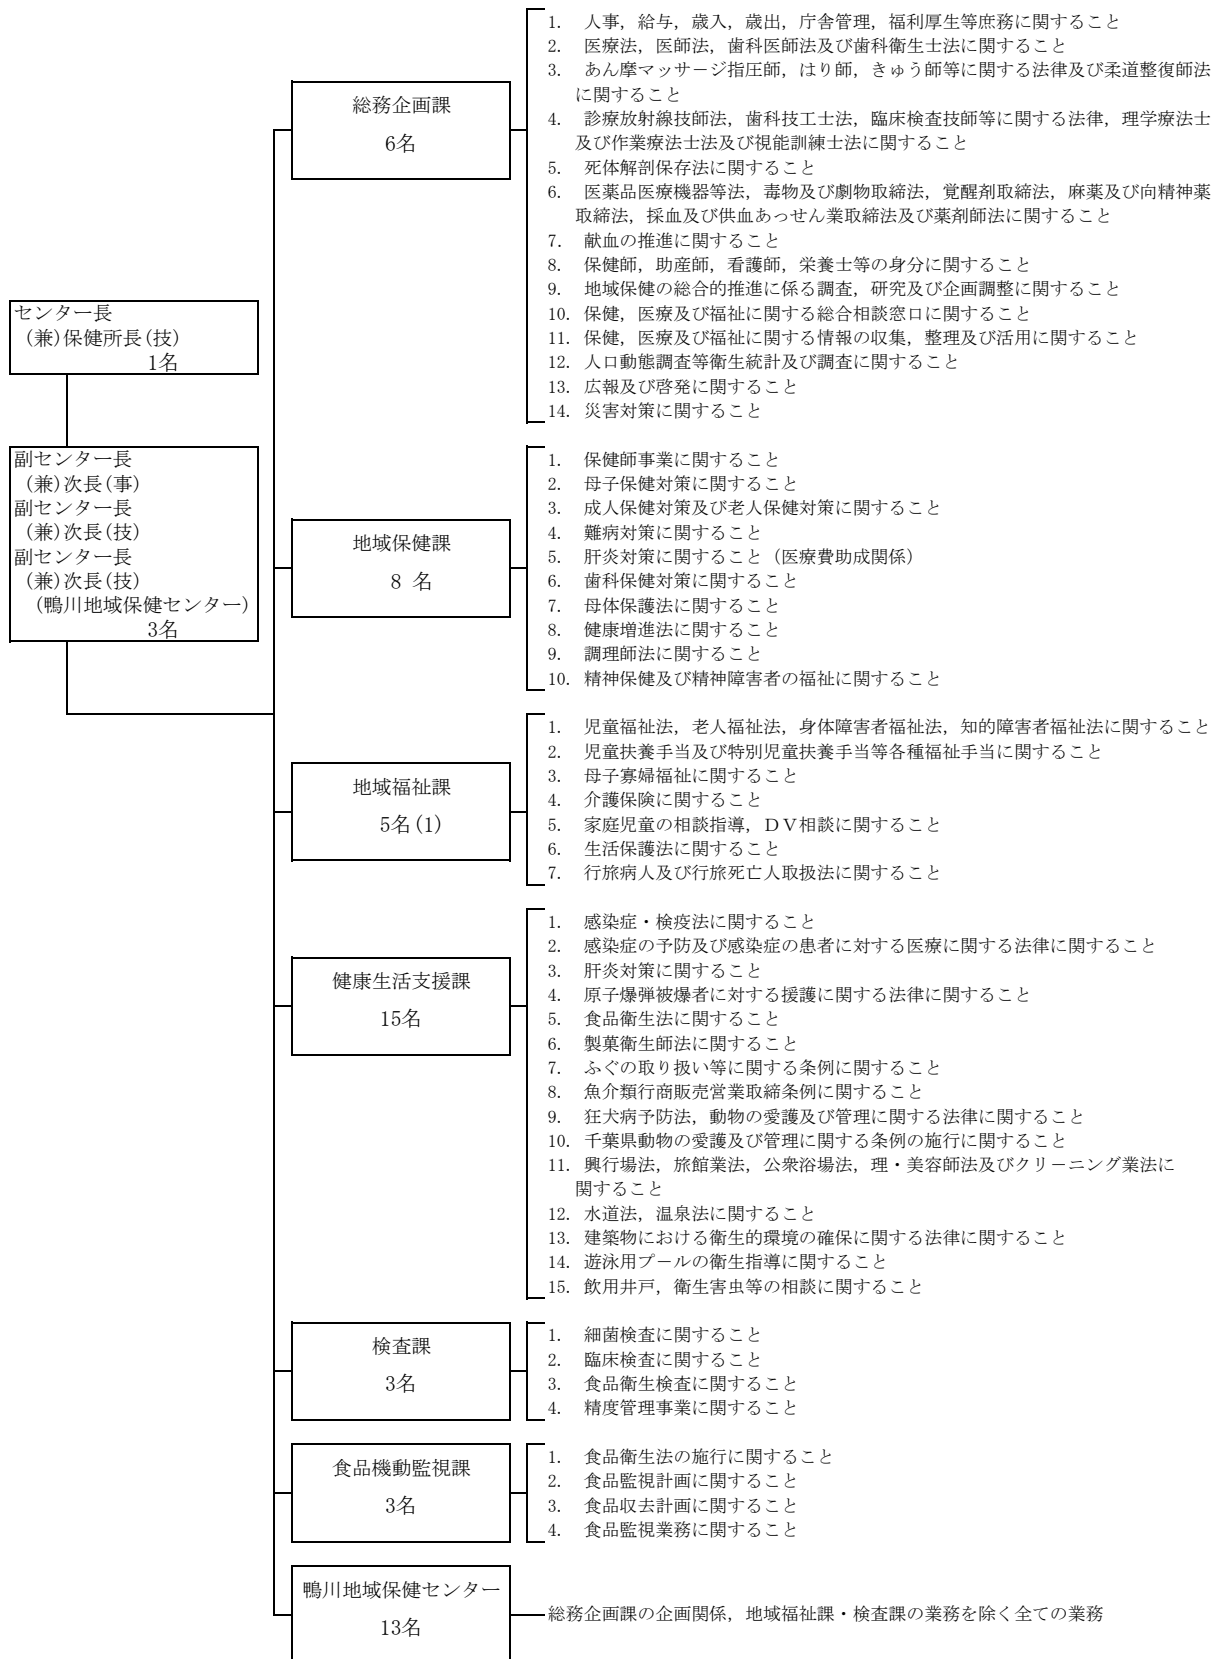 センター長
(兼)保健所長(技)
1名
副センター長
(兼)次長(事)
副センター長
(兼)次長(技)
副センター長
(兼)次長(技)
(鴨川地域保健センター)
3名
総務企画課
6名
1. 人事，給与，歳入，歳出，庁舎管理，福利厚生等庶務に関すること
2. 医療法，医師法，歯科医師法及び歯科衛生士法に関すること
3. あん摩マッサージ指圧師，はり師，きゅう師等に関する法律及び柔道整復師法
に関すること
4. 診療放射線技師法，歯科技工士法，臨床検査技師等に関する法律，理学療法士
及び作業療法士法及び視能訓練士法に関すること
5. 死体解剖保存法に関すること
6. 医薬品医療機器等法，毒物及び劇物取締法，覚醒剤取締法，麻薬及び向精神薬
取締法，採血及び供血あっせん業取締法及び薬剤師法に関すること
7. 献血の推進に関すること
8. 保健師，助産師，看護師，栄養士等の身分に関すること
9. 地域保健の総合的推進に係る調査，研究及び企画調整に関すること
10. 保健，医療及び福祉に関する総合相談窓口に関すること
11. 保健，医療及び福祉に関する情報の収集，整理及び活用に関すること
12. 人口動態調査等衛生統計及び調査に関すること
13. 広報及び啓発に関すること
14. 災害対策に関すること
地域保健課
8 名
1. 保健師事業に関すること
2. 母子保健対策に関すること
3. 成人保健対策及び老人保健対策に関すること
4. 難病対策に関すること
5. 肝炎対策に関すること（医療費助成関係）
6. 歯科保健対策に関すること
7. 母体保護法に関すること
8. 健康増進法に関すること
9. 調理師法に関すること
10. 精神保健及び精神障害者の福祉に関すること
地域福祉課
5名(1)
1. 児童福祉法，老人福祉法，身体障害者福祉法，知的障害者福祉法に関すること
2. 児童扶養手当及び特別児童扶養手当等各種福祉手当に関すること
3. 母子寡婦福祉に関すること
4. 介護保険に関すること
5. 家庭児童の相談指導，ＤＶ相談に関すること
6. 生活保護法に関すること
7. 行旅病人及び行旅死亡人取扱法に関すること
健康生活支援課
15名
1. 感染症・検疫法に関すること
2. 感染症の予防及び感染症の患者に対する医療に関する法律に関すること
3. 肝炎対策に関すること
4. 原子爆弾被爆者に対する援護に関する法律に関すること
5. 食品衛生法に関すること
6. 製菓衛生師法に関すること
7. ふぐの取り扱い等に関する条例に関すること
8. 魚介類行商販売営業取締条例に関すること
9. 狂犬病予防法，動物の愛護及び管理に関する法律に関すること
10. 千葉県動物の愛護及び管理に関する条例の施行に関すること
11. 興行場法，旅館業法，公衆浴場法，理・美容師法及びクリーニング業法に
関すること
12. 水道法，温泉法に関すること
13. 建築物における衛生的環境の確保に関する法律に関すること
14. 遊泳用プールの衛生指導に関すること
15. 飲用井戸，衛生害虫等の相談に関すること
検査課
3名
1. 細菌検査に関すること
2. 臨床検査に関すること
3. 食品衛生検査に関すること
4. 精度管理事業に関すること
食品機動監視課
3名
1. 食品衛生法の施行に関すること
2. 食品監視計画に関すること
3. 食品収去計画に関すること
4. 食品監視業務に関すること
鴨川地域保健センター
13名
総務企画課の企画関係，地域福祉課・検査課の業務を除く全ての業務